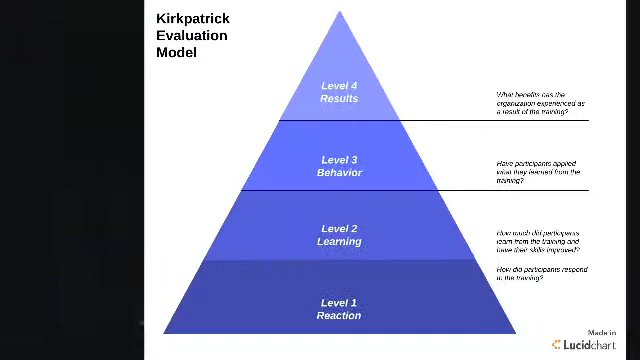 Kirkpatrick
Evaluation
Model
Level 4
Results
What benefits has the
organization experienced as
a result of the training?
Level 3
Behavior
Have participants applied
what they learned from the
training?
Level 2
Learning
How much did participants
learn from the training and
have their skills improved?
How did participants respond
to the training?
Level 1
Reaction
Made in
Lucidchart